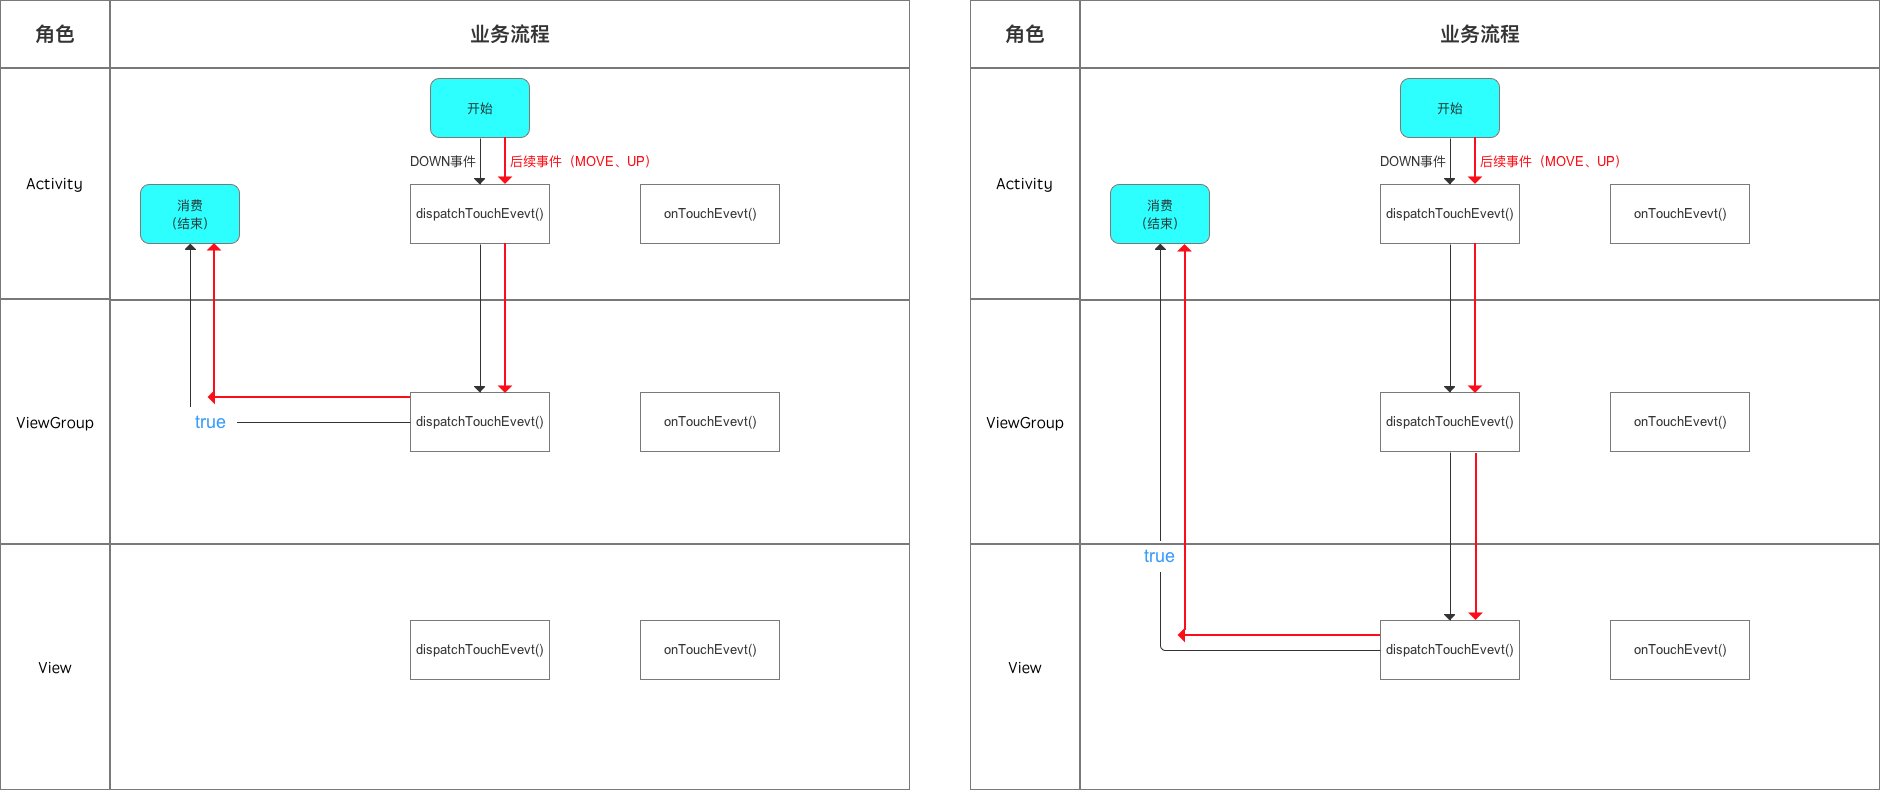 角色
业务流程
开始
DOWN事件
后续事件（MOVE、UP）
Activity
消费
（结束）
dispatchTouchEvevt()
onTouchEvevt()
ViewGroup
true
dispatchTouchEvevt()
onTouchEvevt()
View
dispatchTouchEvevt()
onTouchEvevt()
角色
业务流程
开始
DOWN事件
后续事件（MOVE、UP）
Activity
消费
（结束）
dispatchTouchEvevt()
onTouchEvevt()
ViewGroup
dispatchTouchEvevt()
onTouchEvevt()
true
View
dispatchTouchEvevt()
onTouchEvevt()